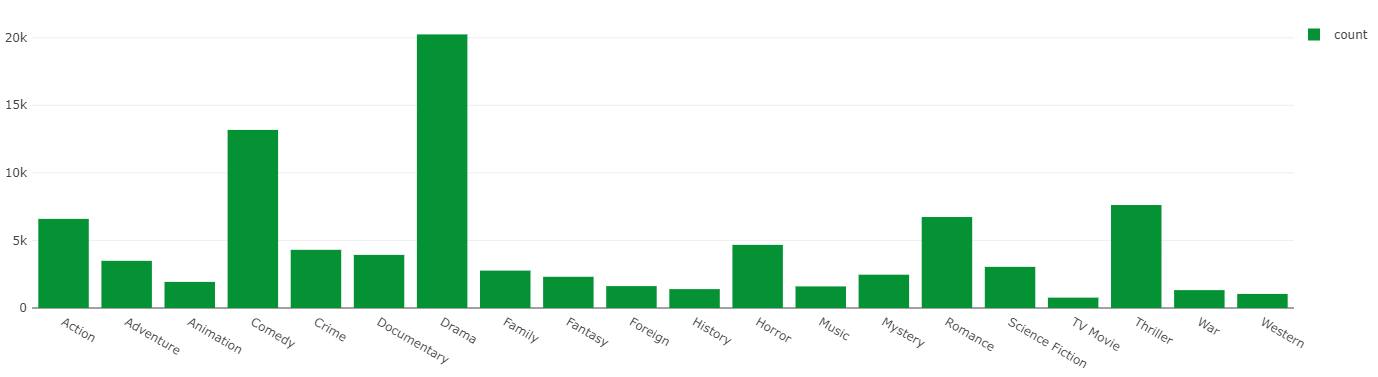 20k
15k
10k
5k
0
Action
Adventure
Animation
Comedy
Crime
Documentary
Drama
Family
Fantasy
Foreign
History
Horror
Music
Mystery
Romance
Science Fiction
TV Movie
Thriller
War
Western
count